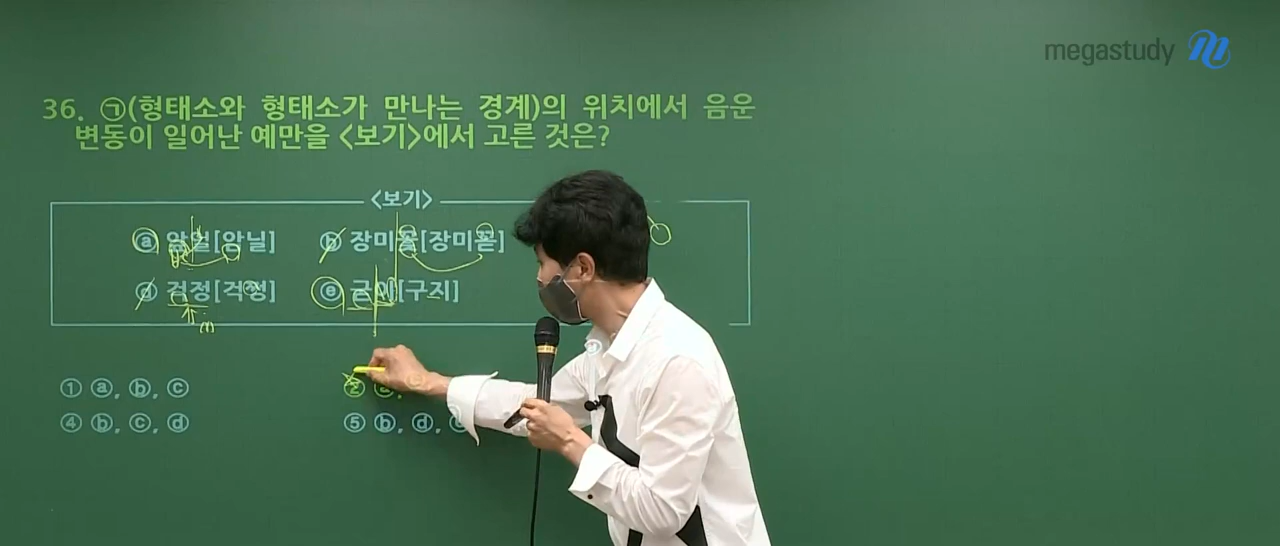 megastudy
36. ㉠(형태소와 형태소가 만나는 경계)의 위치에서 음운
변동이 일어난 예만을 <보기>에서 고른 것은?
<보기>
ⓐ [암닐] ⓑ 장미꽃[장미꼳]
ⓓ 걱정[걱쩡] ⓔ 굳이[구지]
① ⓐ, ⓑ, ⓒ ② ⓐ,
④ ⓑ, ⓒ, ⓓ ⑤ ⓑ, ⓓ,